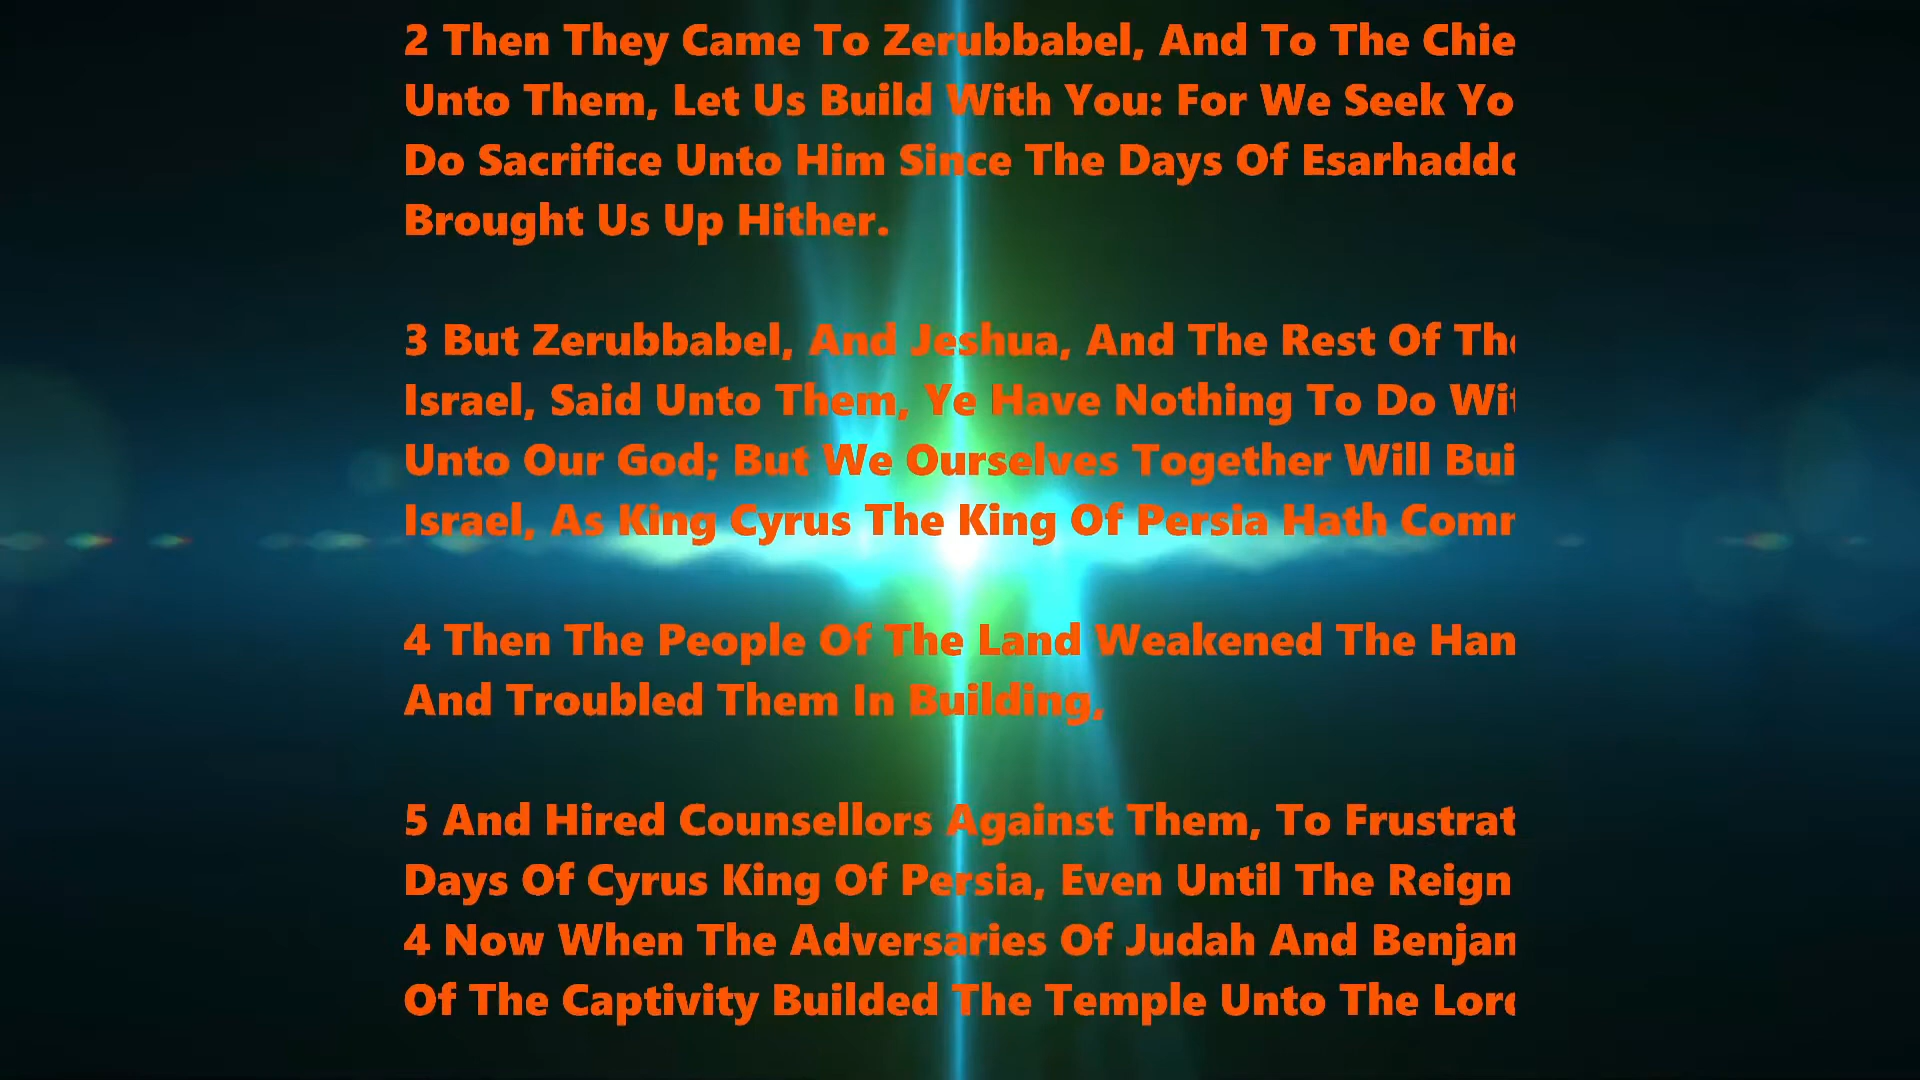 2 Then They Came To Zerubbabel, And To The Chie
Unto Them, Let Us Build With You: For We Seek Yo
Do Sacrifice Unto Him Since The Days Of Esarhaddo
Brought Us Up Hither.
3 But Zerubbabel, And Jeshua, And The Rest Of The
Israel, Said Unto Them, Ye Have Nothing To Do Wit
Unto Our God; But We Ourselves Together Will Bui
Israel, As King Cyrus The King Of Persia Hath Com
4 Then The People Of The Land Weakened The Han
And Troubled Them In Building,
5 And Hired Counsellors Against Them, To Frustrat
Days Of Cyrus King Of Persia, Even Until The Reign
4 Now When The Adversaries Of Judah And Benjam
Of The Captivity Builded The Temple Unto The Lord